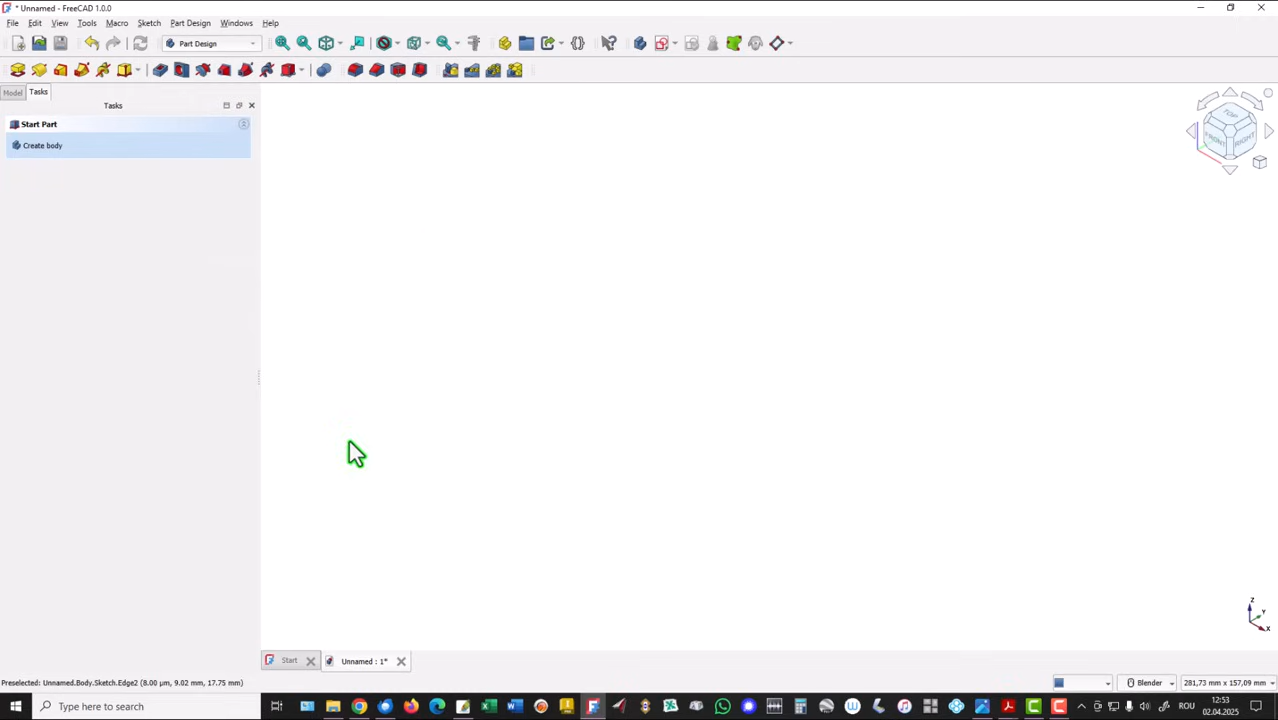 * Unnamed - FreeCAD 1.0.0
File Edit View Tools Macro Sketch Part Design Windows Help
Part Design
Model Tasks
Tasks
Start Part
Create body
TOP
FRONT RIGHT
Z
Y
X
Start Unnamed : 1*
Preselected: Unnamed.Body.Sketch.Edge2 (8.00 µm, 9.02 mm, 17.75 mm) Blender 281,73 mm x 157,09 mm
Type here to search ROU 12:53
02.04.2025